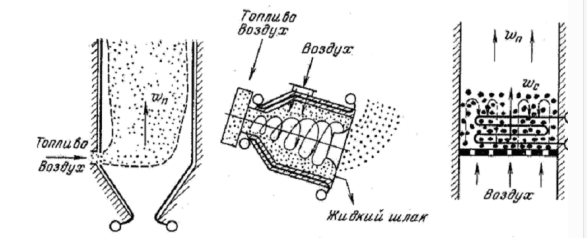 Топливо
Воздух
wп
Топливо
Воздух
Воздух
Жидкий шлак
wп
wс
Воздух